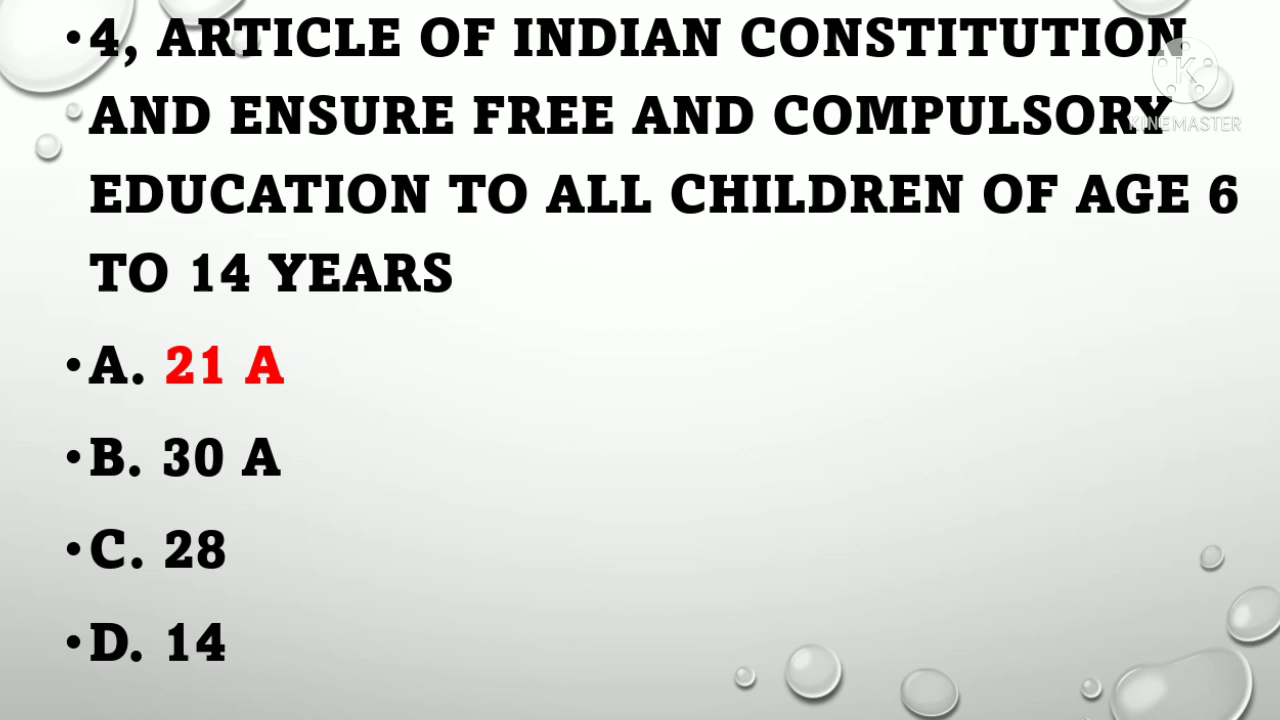 •4, ARTICLE OF INDIAN CONSTITUTION
AND ENSURE FREE AND COMPULSORY
EDUCATION TO ALL CHILDREN OF AGE 6
TO 14 YEARS
•A. 21 A
•B. 30 A
•C. 28
•D. 14
K
KINEMASTER